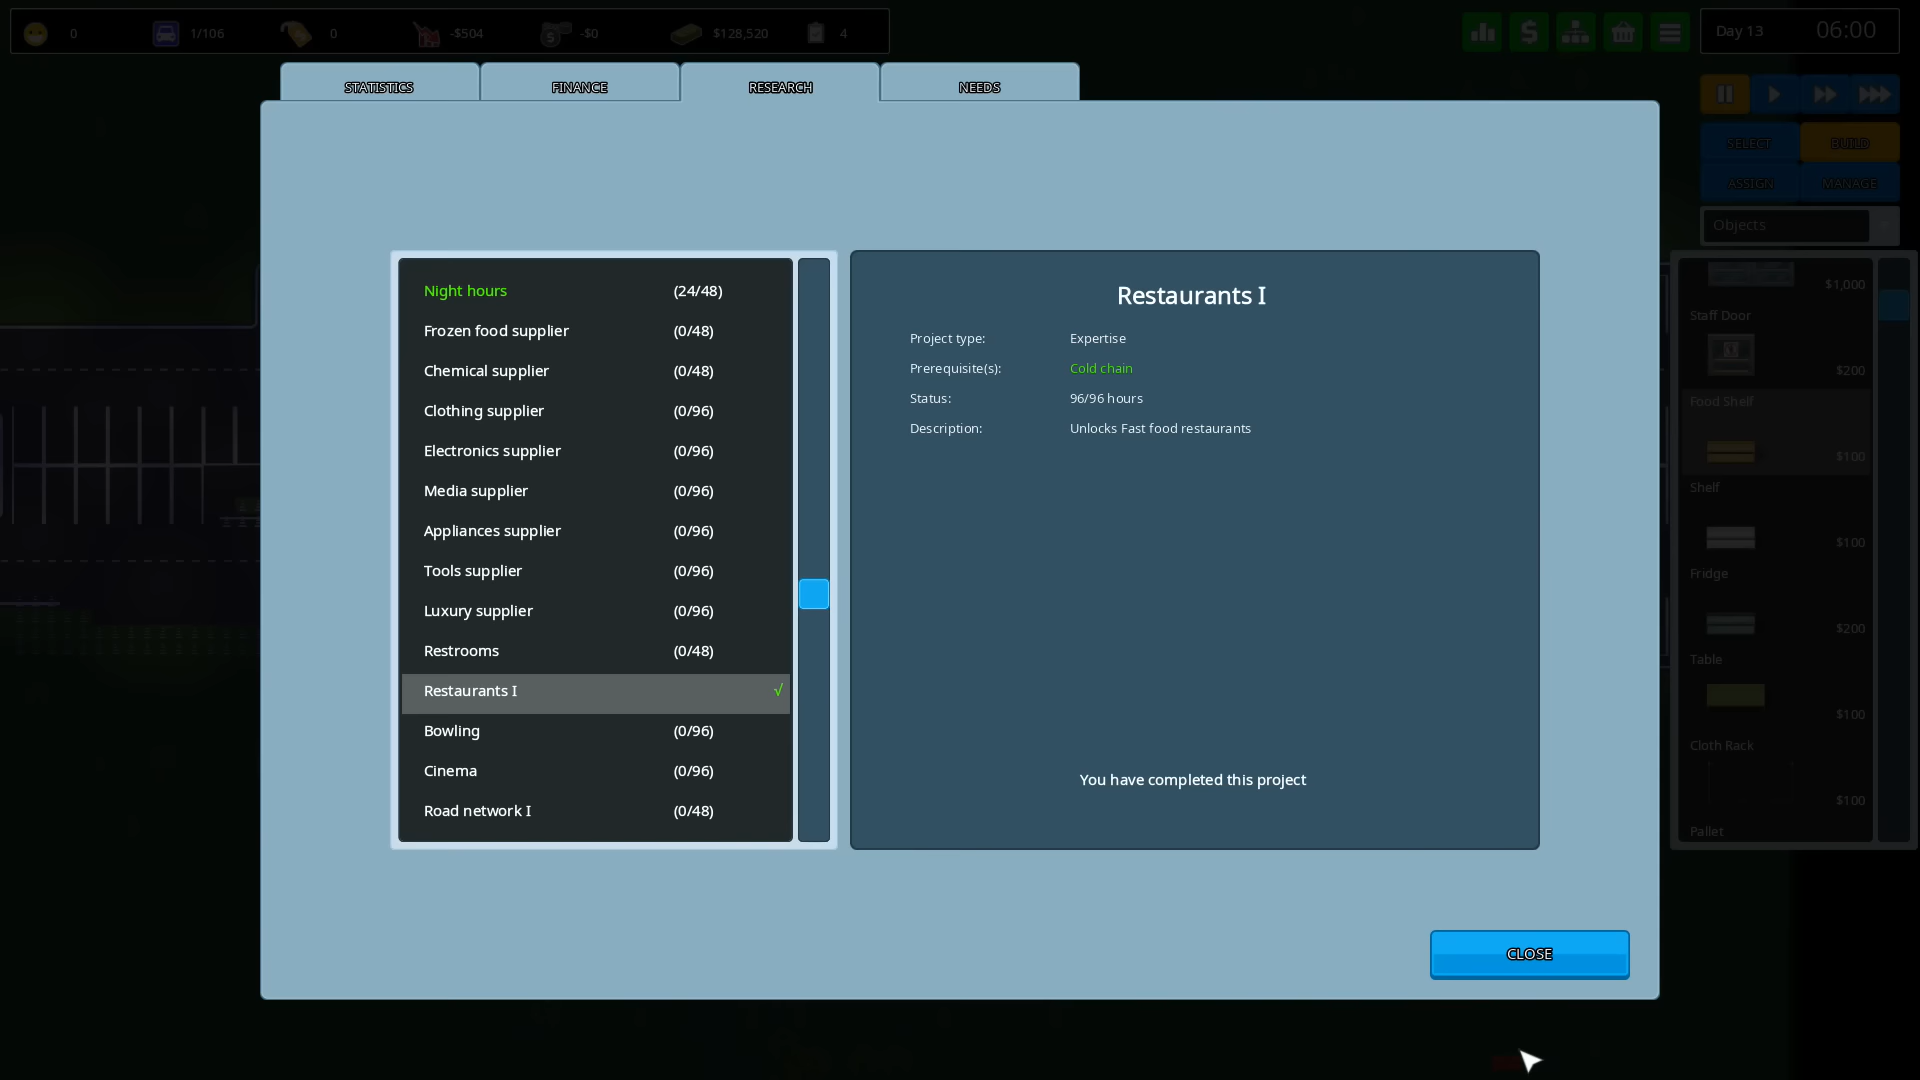 0
1/106
0
-$504
-$0
$128,520
4
Day 13
06:00
STATISTICS
FINANCE
RESEARCH
NEEDS
SELECT
BUILD
ASSIGN
MANAGE
Objects
Night hours (24/48)
Frozen food supplier (0/48)
Chemical supplier (0/48)
Clothing supplier (0/96)
Electronics supplier (0/96)
Media supplier (0/96)
Appliances supplier (0/96)
Tools supplier (0/96)
Luxury supplier (0/96)
Restrooms (0/48)
Restaurants I √
Bowling (0/96)
Cinema (0/96)
Road network I (0/48)
Restaurants I
Project type: Expertise
Prerequisite(s): Cold chain
Status: 96/96 hours
Description: Unlocks Fast food restaurants
You have completed this project
$1,000
Staff Door
$200
Food Shelf
$100
Shelf
$100
Fridge
$200
Table
$100
Cloth Rack
$100
Pallet
CLOSE